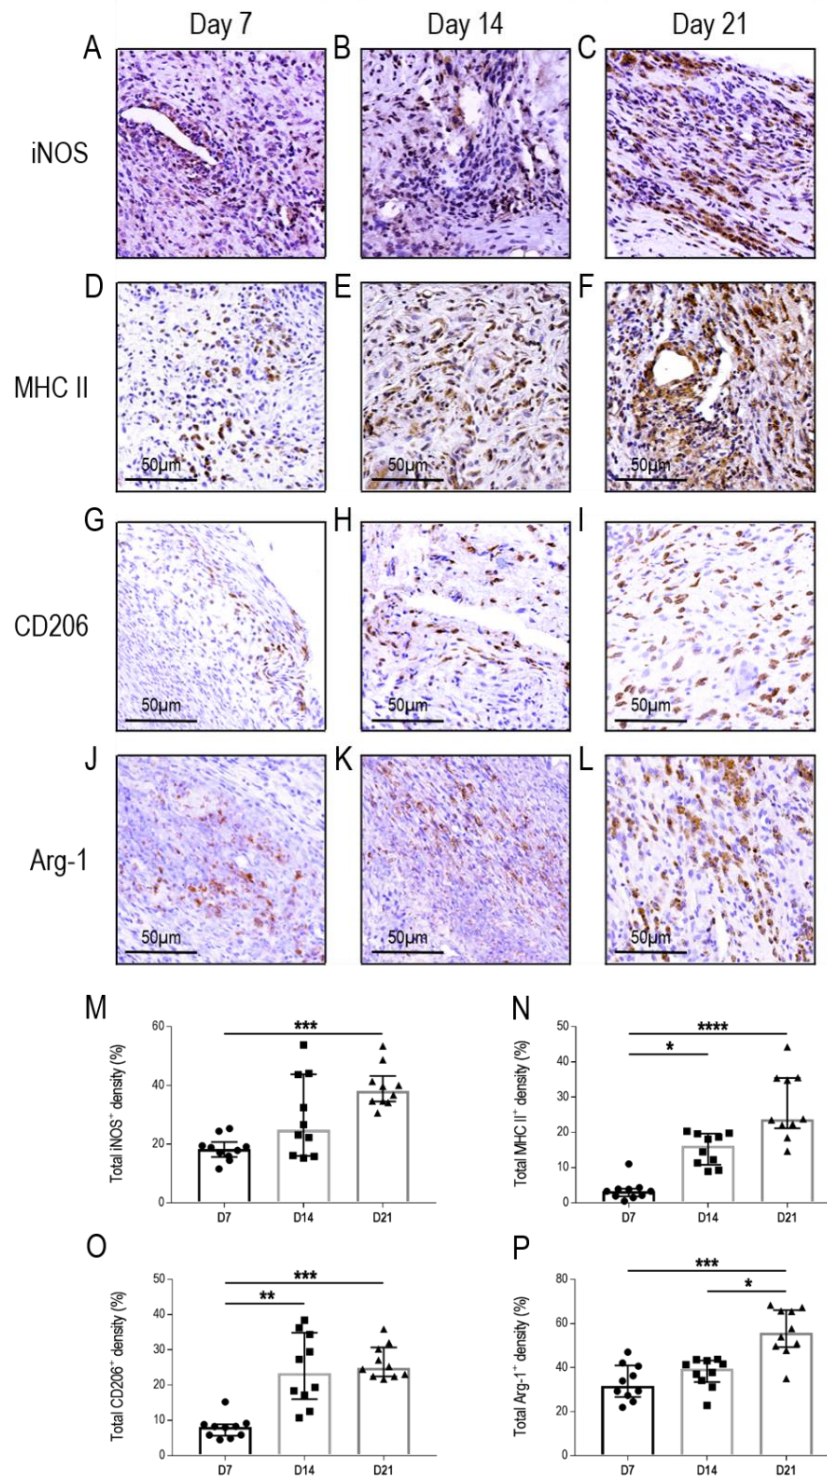 Day 7 Day 14 Day 21
A B C
iNOS
D E F
MHC II
50µm 50µm 50µm
G H I
CD206
50µm 50µm 50µm
J K L
Arg-1
50µm 50µm 50µm
M
***
60
40
20
0
Total iNOS+ density (%)
D7 D14 D21
N
****
*
50
40
30
20
10
0
Total MHC II+ density (%)
D7 D14 D21
O
***
**
50
40
30
20
10
0
Total CD206+ density (%)
D7 D14 D21
P
***
*
80
60
40
20
0
Total Arg-1+ density (%)
D7 D14 D21